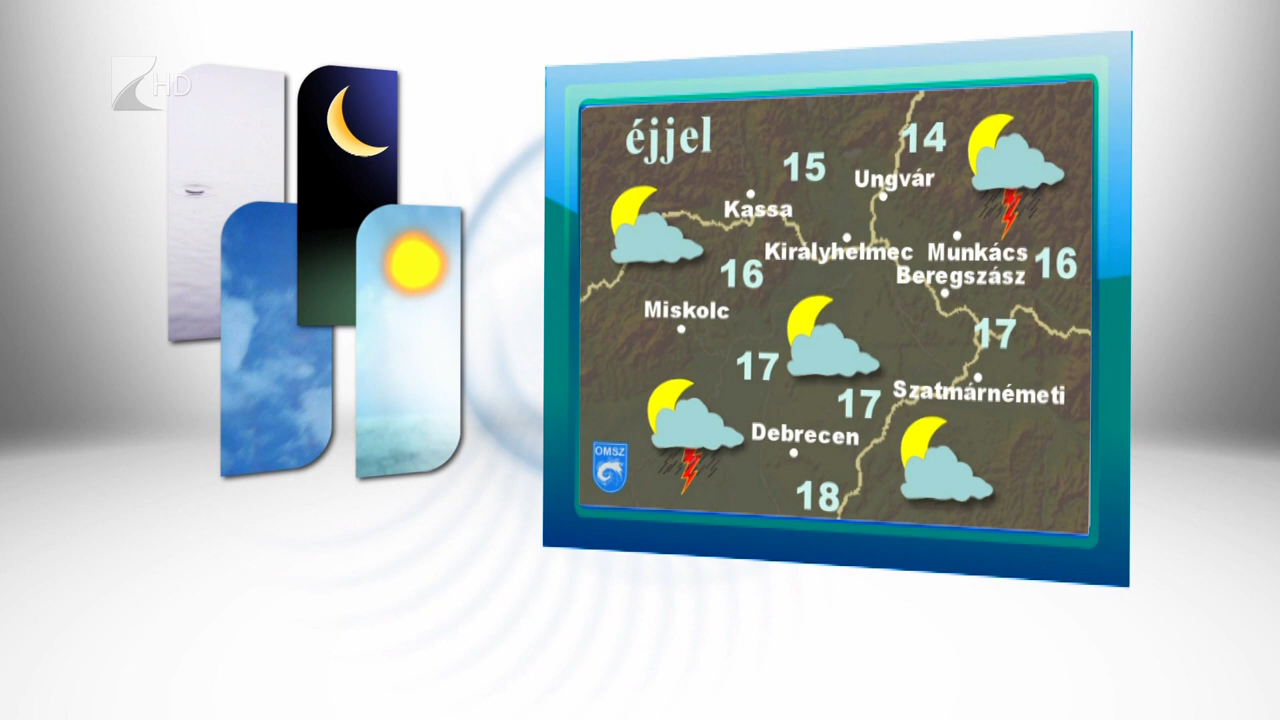 HD
éjjel
14
15
Ungvár
Kassa
Királyhelmec
Munkács
16
Beregszász
16
Miskolc
17
17
17
Szatmárnémeti
Debrecen
OMSZ
18